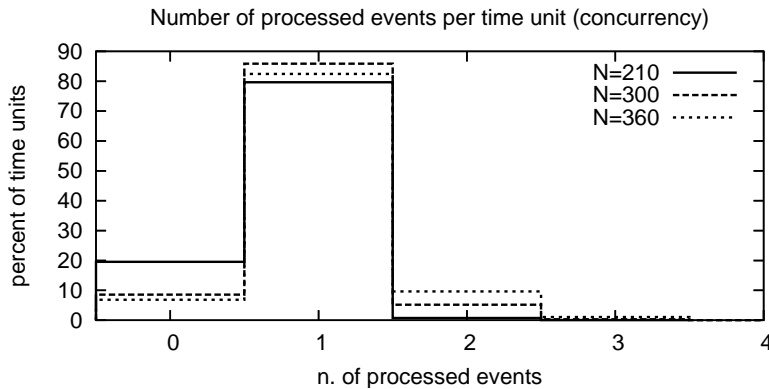 Number of processed events per time unit (concurrency)
90
80
70
60
50
40
30
20
10
0
percent of time units
N=210
N=300
N=360
0 1 2 3 4
n. of processed events